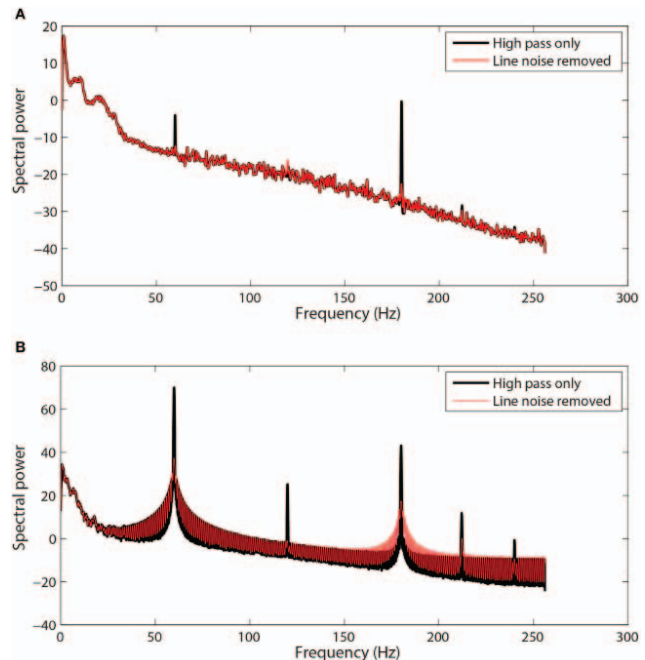 A
20
10
0
−10
−20
−30
−40
−50
Spectral power
High pass only
Line noise removed
0
50
100
150
200
250
300
Frequency (Hz)
B
80
60
40
20
0
−20
−40
Spectral power
High pass only
Line noise removed
0
50
100
150
200
250
300
Frequency (Hz)